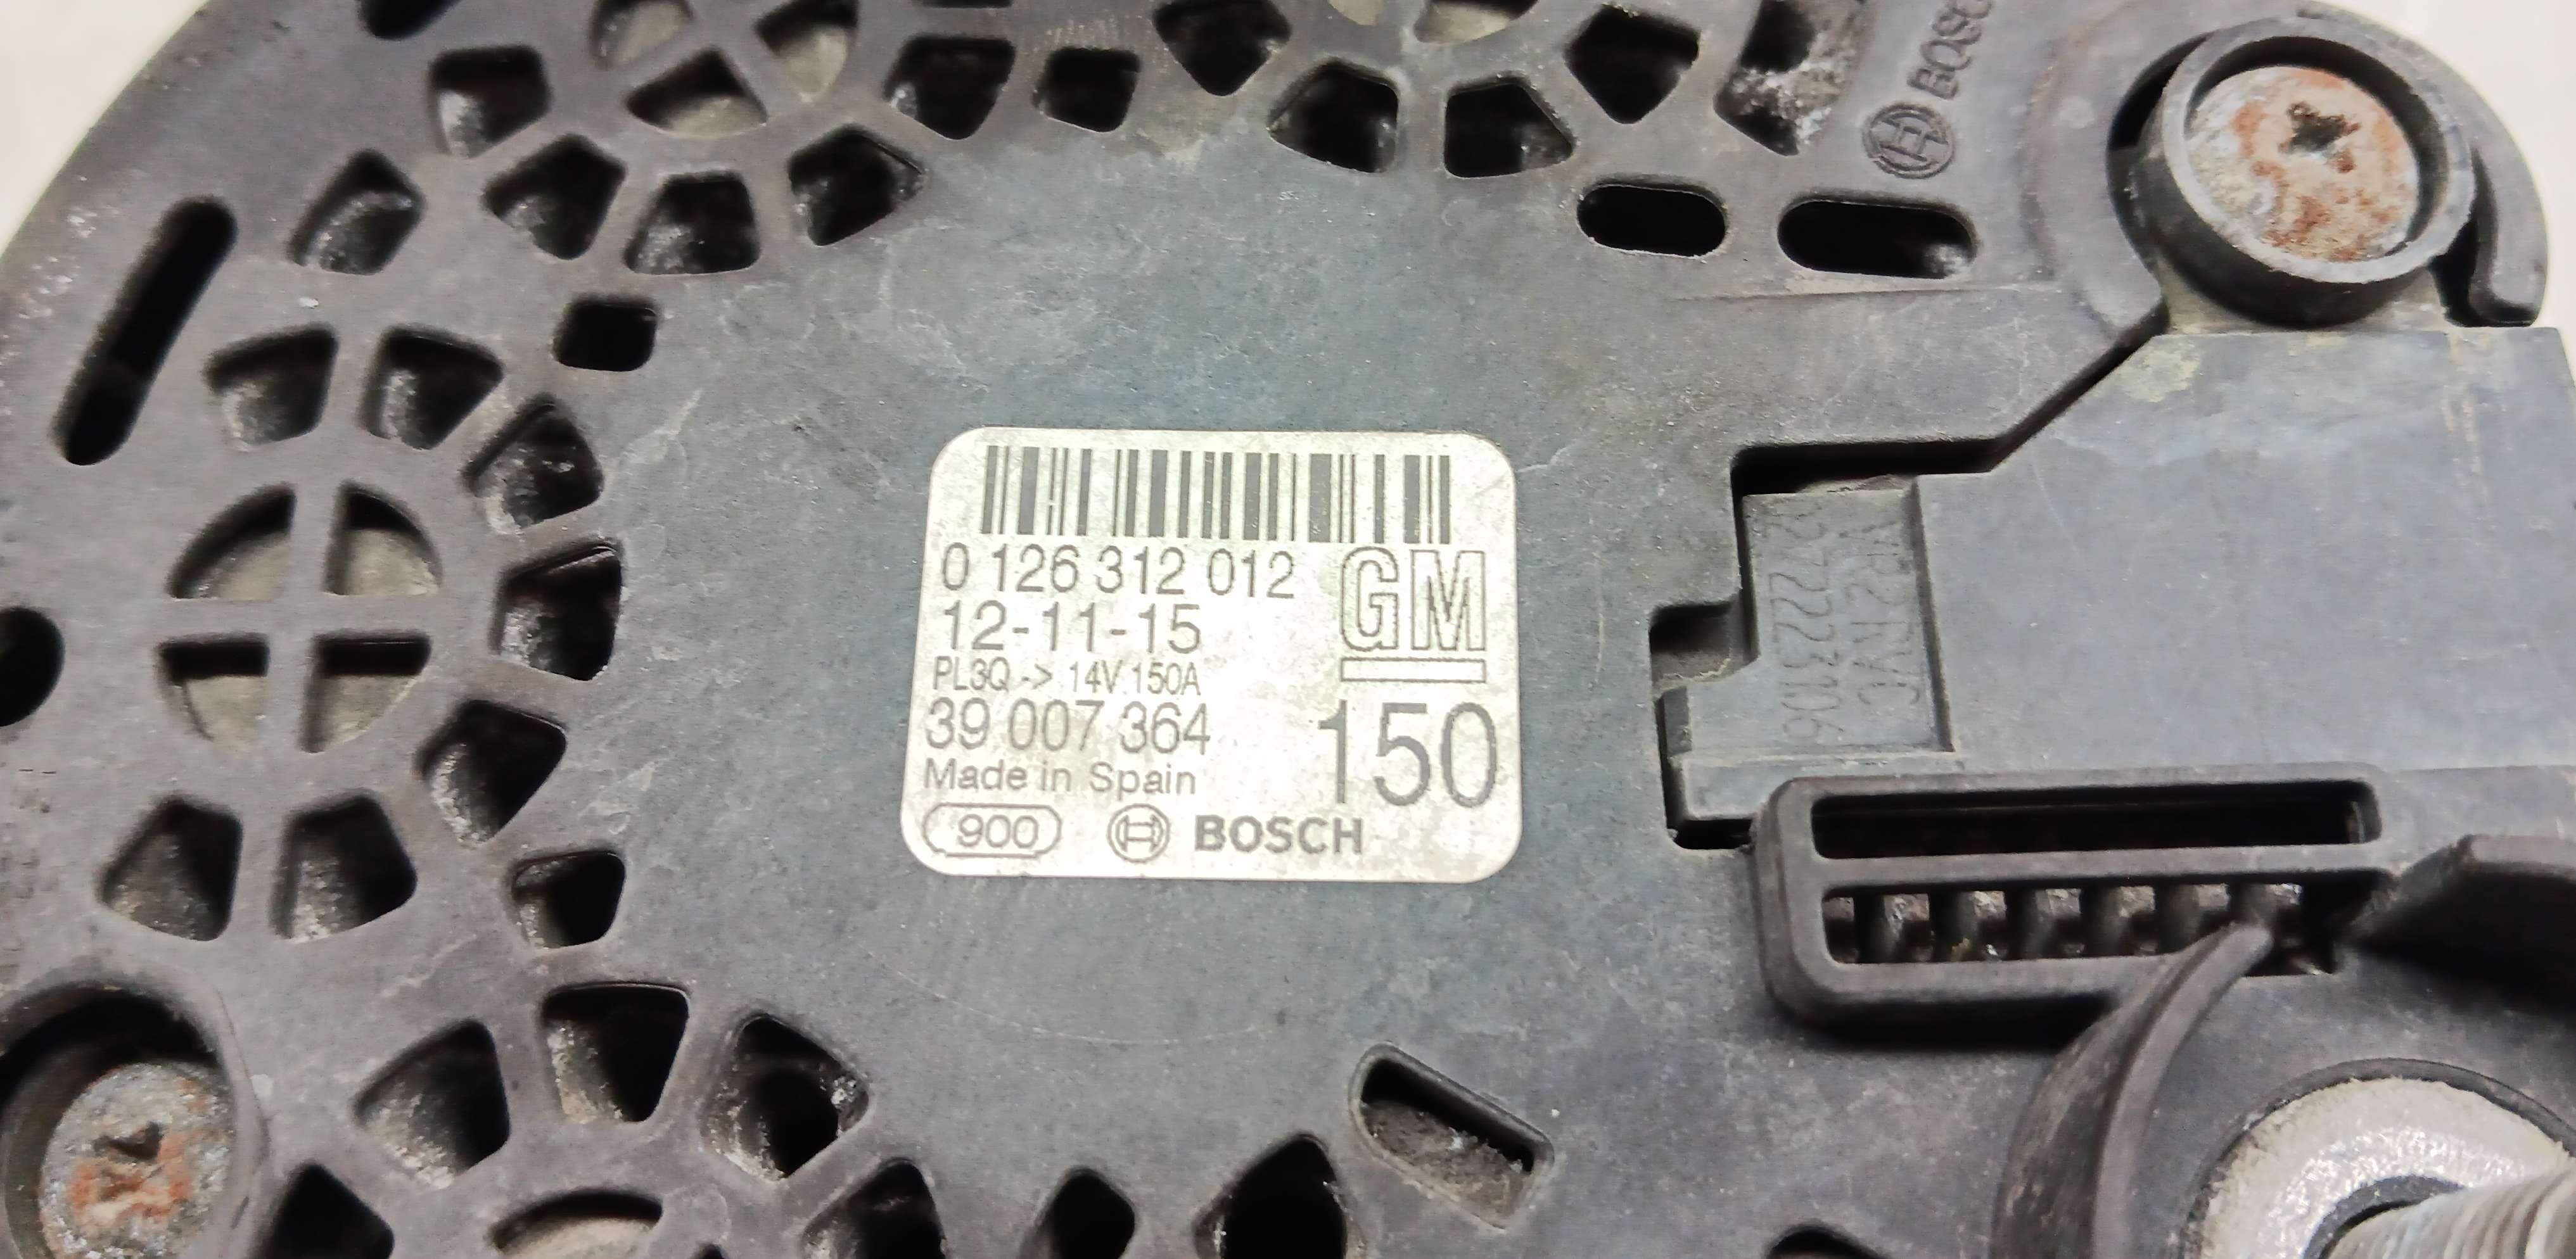 BOSCH
0 126 312 012
12-11-15
GM
PL3Q -> 14V 150A
39 007 364
150
Made in Spain
900
BOSCH